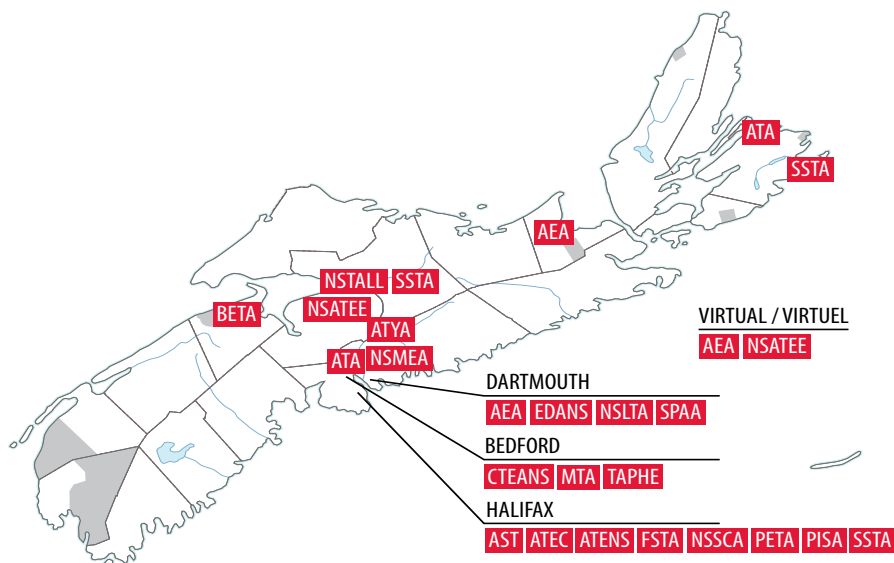 ATA
SSTA
AEA
NSTALL SSTA
NSATEE
BETA
ATYA
ATA NSMEA
VIRTUAL / VIRTUEL
AEA NSATEE
DARTMOUTH
AEA EDANS NSLTA SPAA
BEDFORD
CTEANS MTA TAPHE
HALIFAX
AST ATEC ATENS FSTA NSSCA PETA PISA SSTA